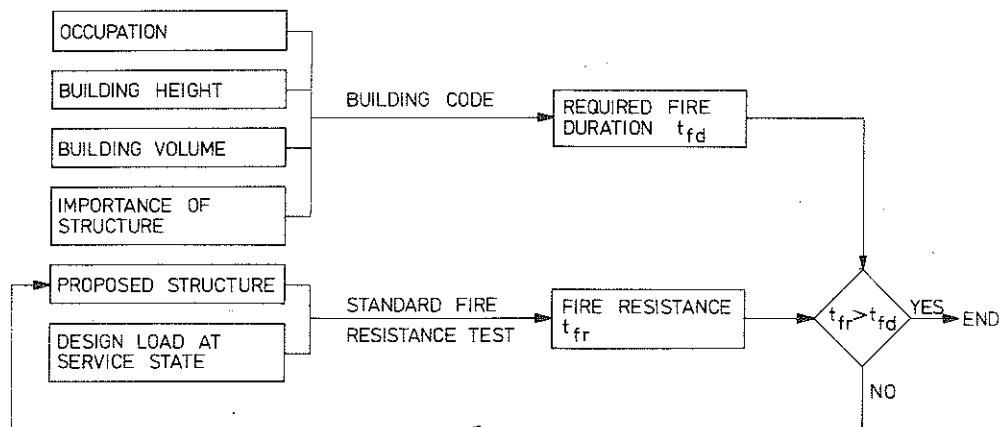 OCCUPATION
BUILDING HEIGHT
BUILDING VOLUME
IMPORTANCE OF
STRUCTURE
BUILDING CODE
REQUIRED FIRE
DURATION t_fd
PROPOSED STRUCTURE
DESIGN LOAD AT
SERVICE STATE
STANDARD FIRE
RESISTANCE TEST
FIRE RESISTANCE
t_fr
t_fr > t_fd
YES
END
NO